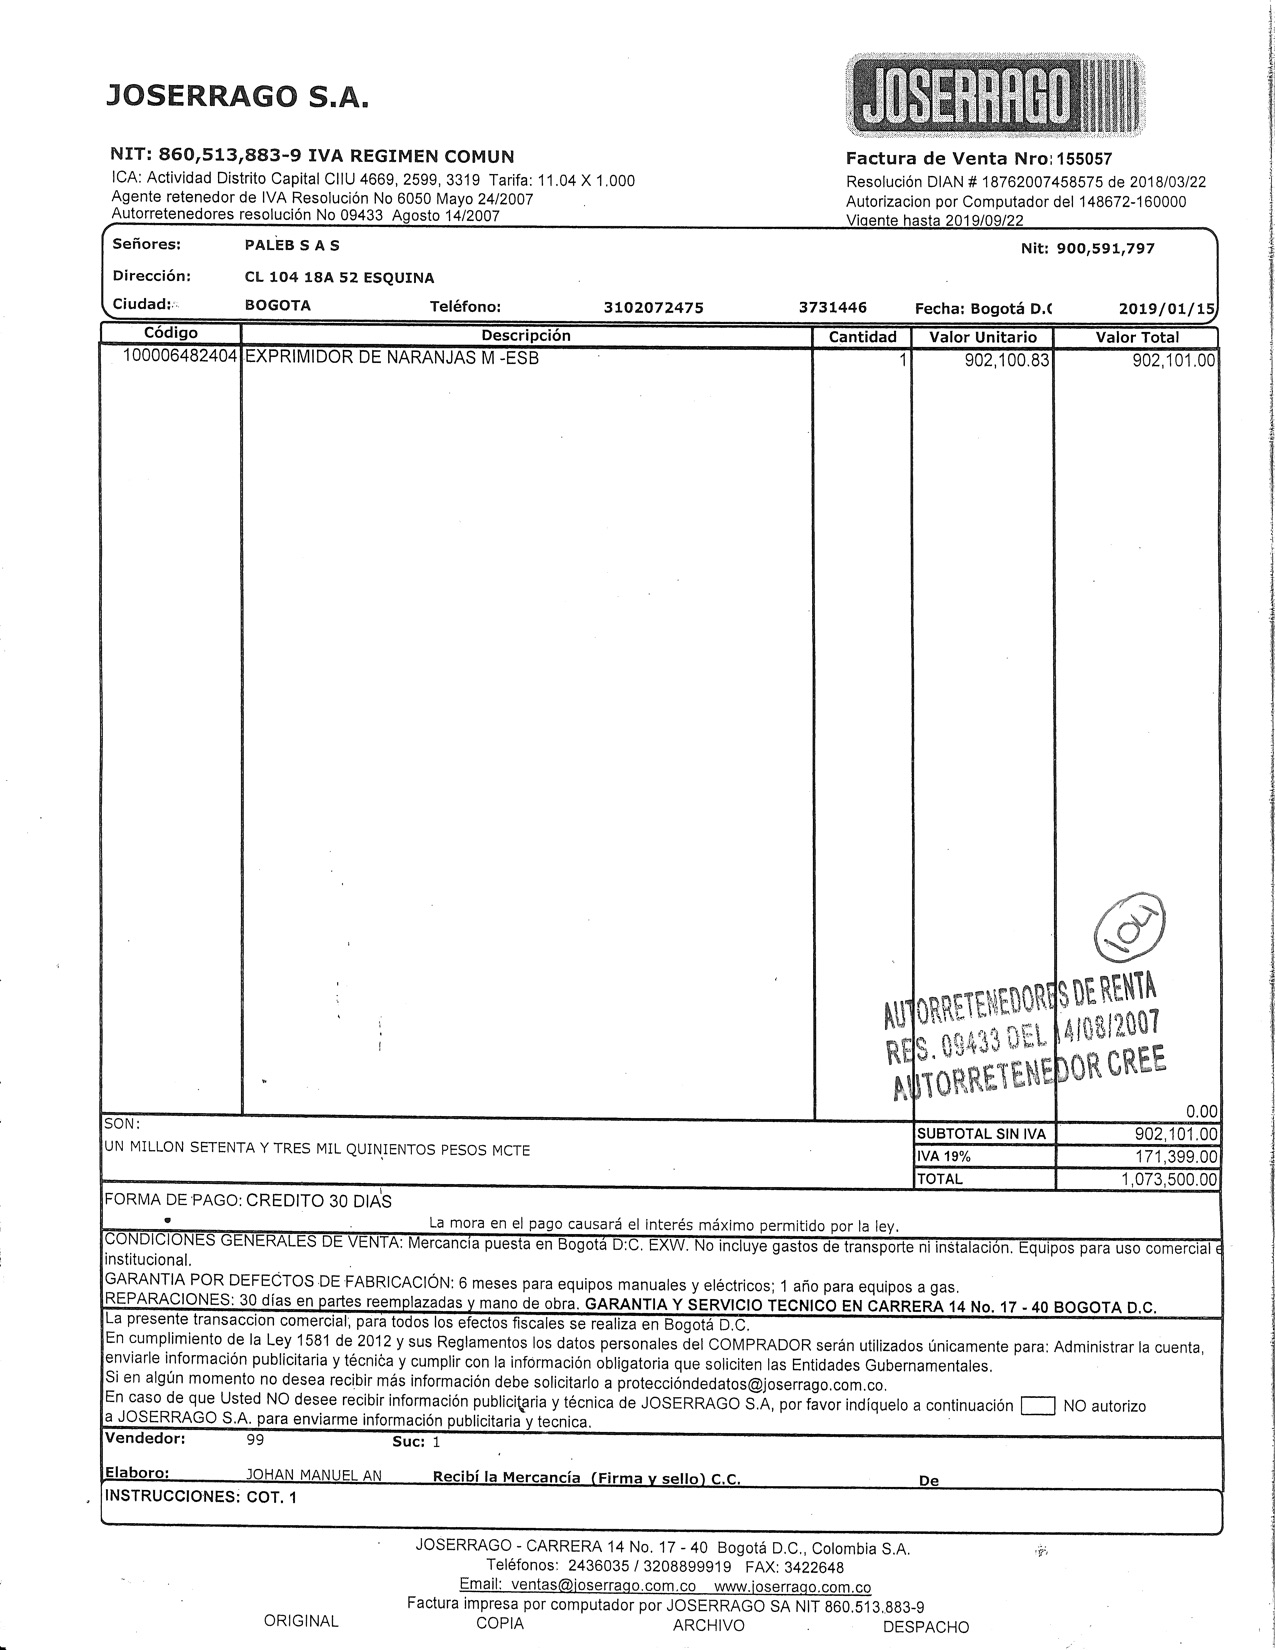 JOSERRAGO S.A.
JOSERRAGO
NIT: 860,513,883-9 IVA REGIMEN COMUN
ICA: Actividad Distrito Capital CIIU 4669, 2599, 3319 Tarifa: 11.04 X 1.000
Agente retenedor de IVA Resolución No 6050 Mayo 24/2007
Autorretenedores resolución No 09433 Agosto 14/2007
Factura de Venta Nro: 155057
Resolución DIAN # 18762007458575 de 2018/03/22
Autorizacion por Computador del 148672-160000
Vigente hasta 2019/09/22
Señores: PALEB S A S Nit: 900,591,797
Dirección: CL 104 18A 52 ESQUINA
Ciudad: BOGOTA Teléfono: 3102072475 3731446 Fecha: Bogotá D.C 2019/01/15
Código Descripción Cantidad Valor Unitario Valor Total
100006482404 EXPRIMIDOR DE NARANJAS M -ESB 1 902,100.83 902,101.00
104
AUTORRETENEDORES DE RENTA
RES. 09433 DEL 14/08/2007
AUTORRETENEDOR CREE
0.00
SON:
UN MILLON SETENTA Y TRES MIL QUINIENTOS PESOS MCTE
SUBTOTAL SIN IVA 902,101.00
IVA 19% 171,399.00
TOTAL 1,073,500.00
FORMA DE PAGO: CREDITO 30 DIAS
La mora en el pago causará el interés máximo permitido por la ley.
CONDICIONES GENERALES DE VENTA: Mercancía puesta en Bogotá D.C. EXW. No incluye gastos de transporte ni instalación. Equipos para uso comercial e
institucional.
GARANTIA POR DEFECTOS DE FABRICACIÓN: 6 meses para equipos manuales y eléctricos; 1 año para equipos a gas.
REPARACIONES: 30 días en partes reemplazadas y mano de obra. GARANTIA Y SERVICIO TECNICO EN CARRERA 14 No. 17 - 40 BOGOTA D.C.
La presente transaccion comercial, para todos los efectos fiscales se realiza en Bogotá D.C.
En cumplimiento de la Ley 1581 de 2012 y sus Reglamentos los datos personales del COMPRADOR serán utilizados únicamente para: Administrar la cuenta,
enviarle información publicitaria y técnica y cumplir con la información obligatoria que soliciten las Entidades Gubernamentales.
Si en algún momento no desea recibir más información debe solicitarlo a proteccióndedatos@joserrago.com.co.
En caso de que Usted NO desee recibir información publicitaria y técnica de JOSERRAGO S.A, por favor indíquelo a continuación NO autorizo
a JOSERRAGO S.A. para enviarme información publicitaria y tecnica.
Vendedor: 99 Suc: 1
Elaboro: JOHAN MANUEL AN Recibí la Mercancía (Firma y sello) C.C. De
INSTRUCCIONES: COT. 1
JOSERRAGO - CARRERA 14 No. 17 - 40 Bogotá D.C., Colombia S.A.
Teléfonos: 2436035 / 3208899919 FAX: 3422648
Email: ventas@joserrago.com.co www.joserrago.com.co
Factura impresa por computador por JOSERRAGO SA NIT 860.513.883-9
ORIGINAL COPIA ARCHIVO DESPACHO